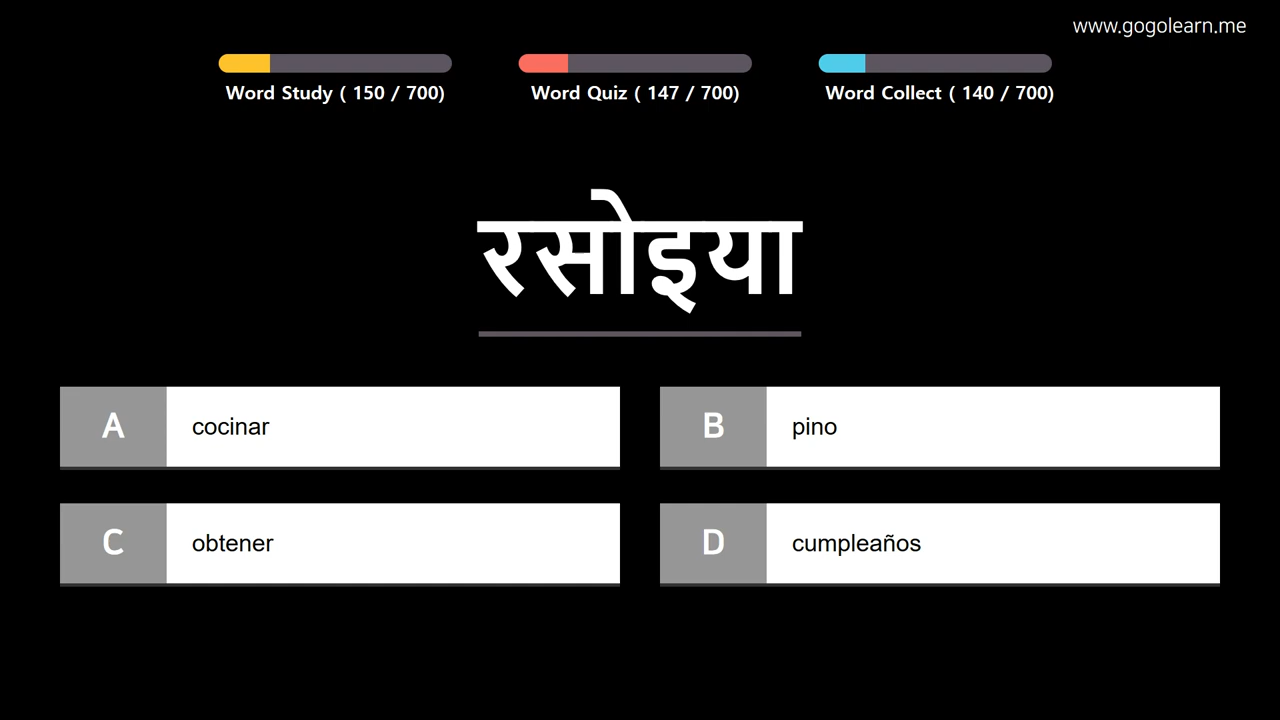 www.gogolearn.me
Word Study ( 150 / 700)
Word Quiz ( 147 / 700)
Word Collect ( 140 / 700)
रसोइया
A cocinar
B pino
C obtener
D cumpleaños